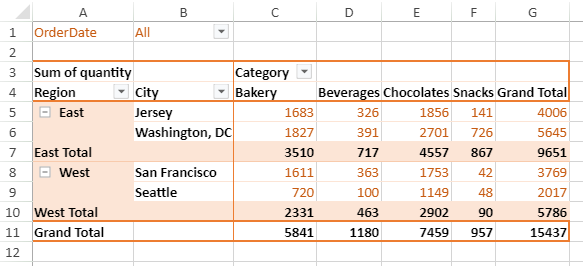 A B C D E F G
1 OrderDate All
2
3 Sum of quantity Category
4 Region City Bakery Beverages Chocolates Snacks Grand Total
5 East Jersey 1683 326 1856 141 4006
6 Washington, DC 1827 391 2701 726 5645
7 East Total 3510 717 4557 867 9651
8 West San Francisco 1611 363 1753 42 3769
9 Seattle 720 100 1149 48 2017
10 West Total 2331 463 2902 90 5786
11 Grand Total 5841 1180 7459 957 15437
12